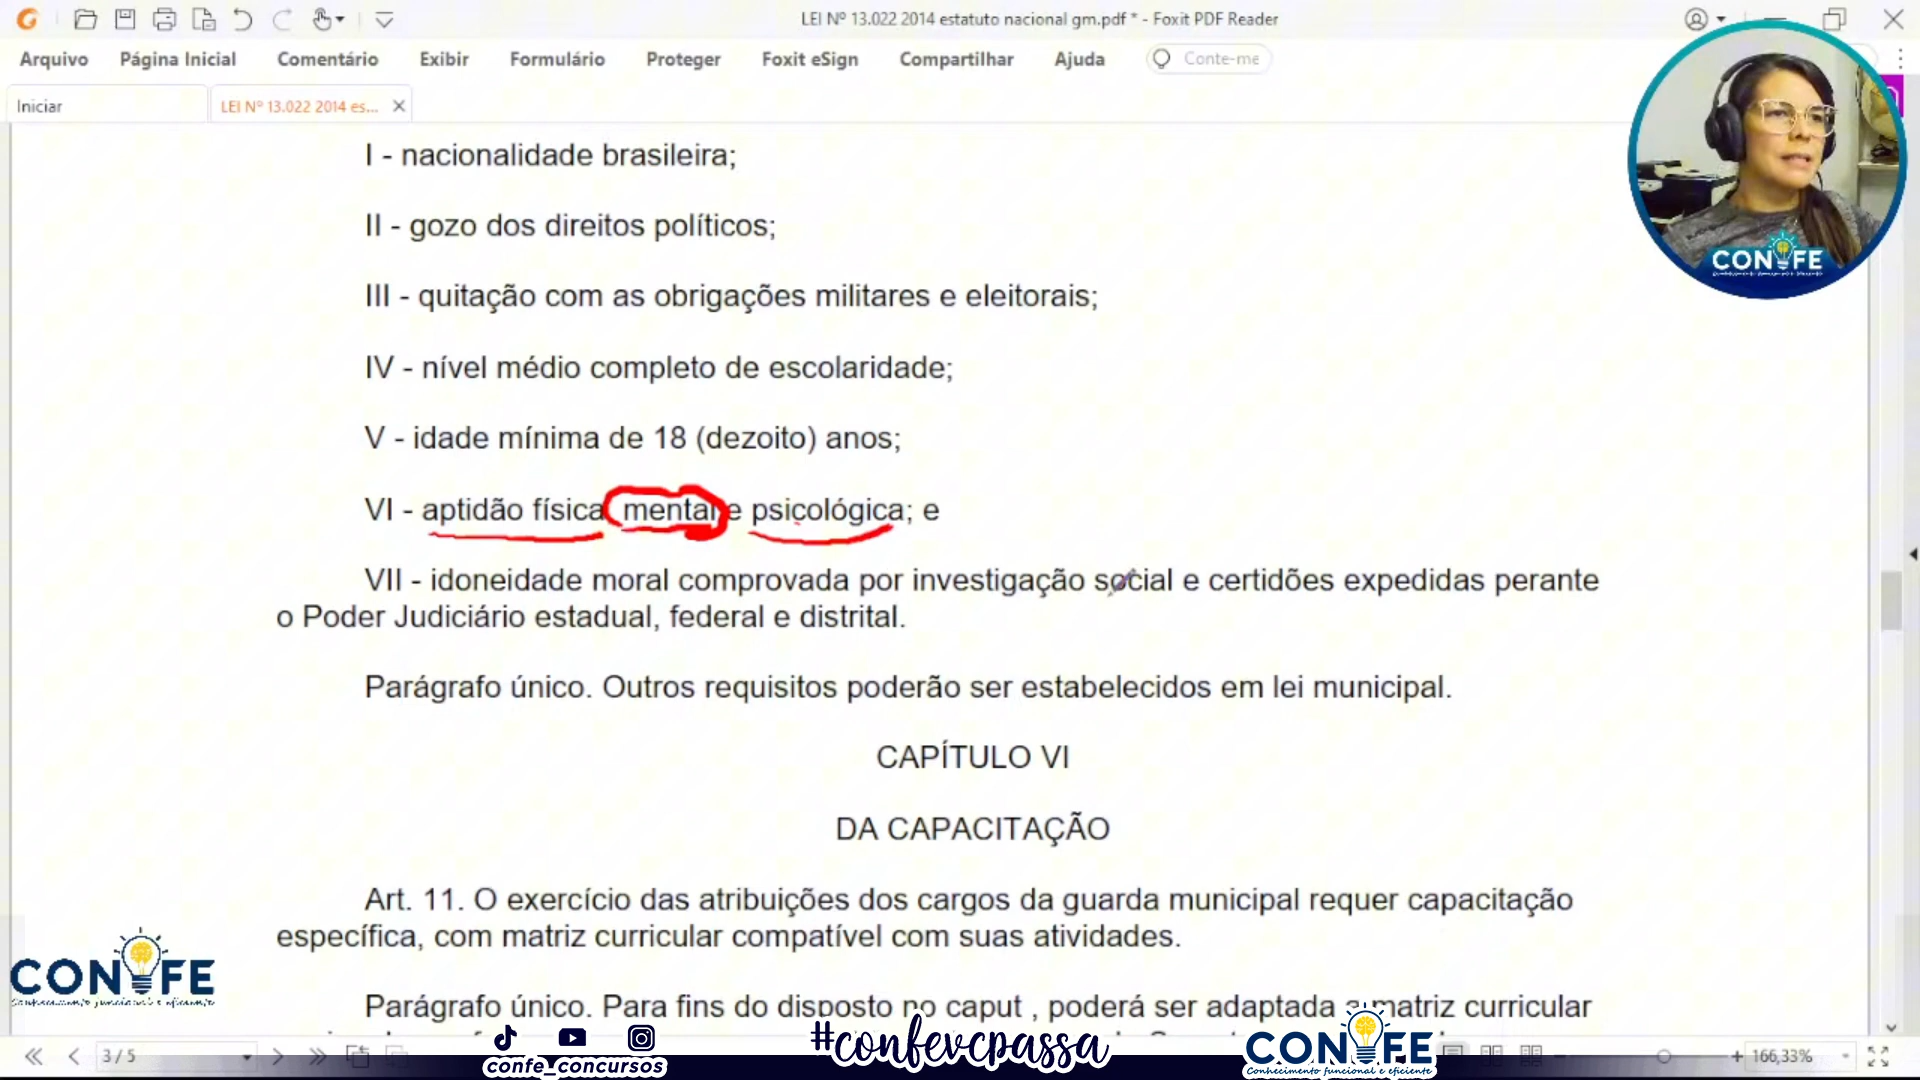 LEI Nº 13.022 2014 estatuto nacional gm.pdf * - Foxit PDF Reader
Arquivo Página Inicial Comentário Exibir Formulário Proteger Foxit eSign Compartilhar Ajuda Conte-me
Iniciar LEI Nº 13.022 2014 es...
I - nacionalidade brasileira;
II - gozo dos direitos políticos;
III - quitação com as obrigações militares e eleitorais;
IV - nível médio completo de escolaridade;
V - idade mínima de 18 (dezoito) anos;
VI - aptidão física mental e psicológica; e
VII - idoneidade moral comprovada por investigação social e certidões expedidas perante
o Poder Judiciário estadual, federal e distrital.
Parágrafo único. Outros requisitos poderão ser estabelecidos em lei municipal.
CAPÍTULO VI
DA CAPACITAÇÃO
Art. 11. O exercício das atribuições dos cargos da guarda municipal requer capacitação
específica, com matriz curricular compatível com suas atividades.
Parágrafo único. Para fins do disposto no caput , poderá ser adaptada a matriz curricular
CONFE
CONFE
Conhecimento funcional e eficiente
3 / 5
confe_concursos
#confevcpassa
CONFE
Conhecimento funcional e eficiente
166,33%